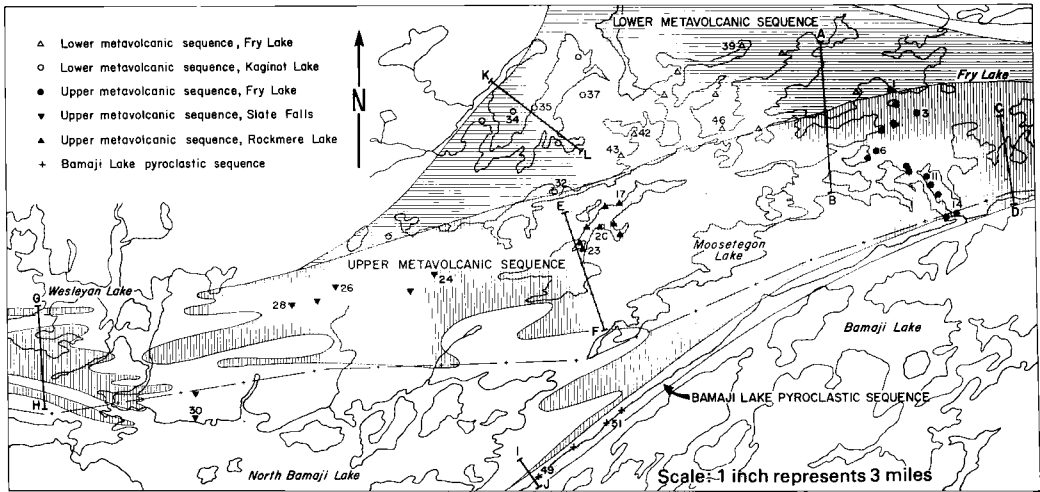 LOWER METAVOLCANIC SEQUENCE
△ Lower metavolcanic sequence, Fry Lake
○ Lower metavolcanic sequence, Kaginot Lake
● Upper metavolcanic sequence, Fry Lake
▼ Upper metavolcanic sequence, Slate Falls
▲ Upper metavolcanic sequence, Rockmere Lake
+ Bamaji Lake pyroclastic sequence
N
39
A
K
Fry Lake
35
37
34
1
3
C
42
46
43
L
6
11
32
17
B
14
D
E
20
23
Moosetegon
Lake
UPPER METAVOLCANIC SEQUENCE
24
26
28
G
Wesleyan Lake
F
Bamaji Lake
H
30
BAMAJI LAKE PYROCLASTIC SEQUENCE
51
I
49
J
North Bamaji Lake
Scale: 1 inch represents 3 miles